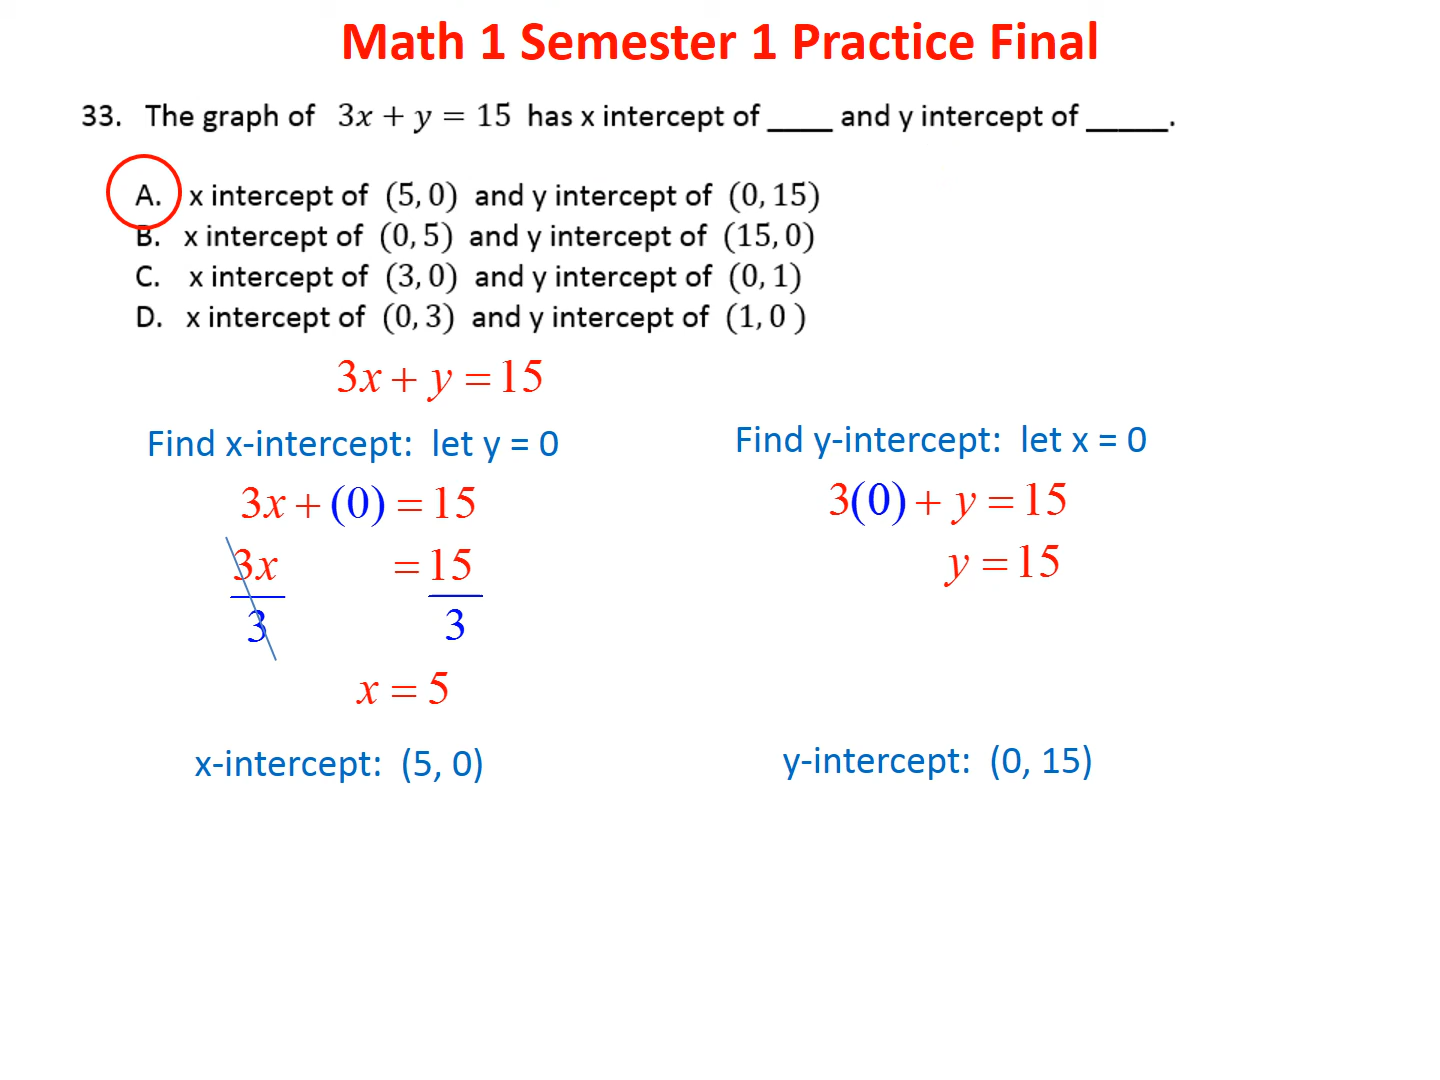 Math 1 Semester 1 Practice Final
33. The graph of 3x + y = 15 has x intercept of ____ and y intercept of _____.
A. x intercept of (5, 0) and y intercept of (0, 15)
B. x intercept of (0, 5) and y intercept of (15, 0)
C. x intercept of (3, 0) and y intercept of (0, 1)
D. x intercept of (0, 3) and y intercept of (1, 0 )
3x + y = 15
Find x-intercept: let y = 0
3x + (0) = 15
3x = 15
3 3
x = 5
x-intercept: (5, 0)
Find y-intercept: let x = 0
3(0) + y = 15
y = 15
y-intercept: (0, 15)